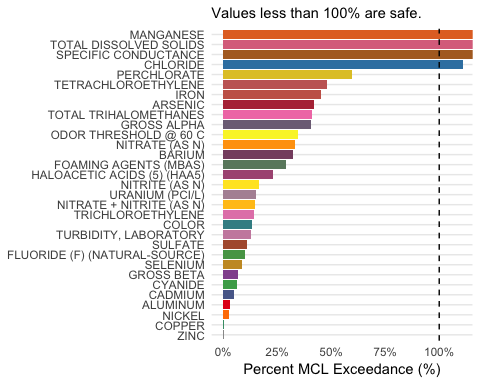 Values less than 100% are safe.
MANGANESE
TOTAL DISSOLVED SOLIDS
SPECIFIC CONDUCTANCE
CHLORIDE
PERCHLORATE
TETRACHLOROETHYLENE
IRON
ARSENIC
TOTAL TRIHALOMETHANES
GROSS ALPHA
ODOR THRESHOLD @ 60 C
NITRATE (AS N)
BARIUM
FOAMING AGENTS (MBAS)
HALOACETIC ACIDS (5) (HAA5)
NITRITE (AS N)
URANIUM (PCI/L)
NITRATE + NITRITE (AS N)
TRICHLOROETHYLENE
COLOR
TURBIDITY, LABORATORY
SULFATE
FLUORIDE (F) (NATURAL-SOURCE)
SELENIUM
GROSS BETA
CYANIDE
CADMIUM
ALUMINUM
NICKEL
COPPER
ZINC
0% 25% 50% 75% 100%
Percent MCL Exceedance (%)